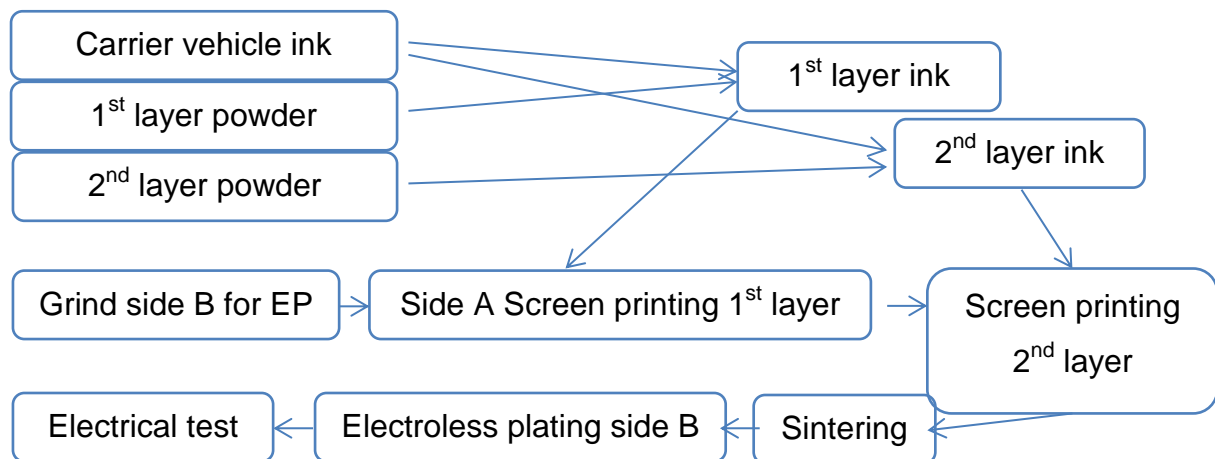 Carrier vehicle ink
1st layer ink
1st layer powder
2nd layer ink
2nd layer powder
Grind side B for EP
Side A Screen printing 1st layer
Screen printing
2nd layer
Electrical test
Electroless plating side B
Sintering